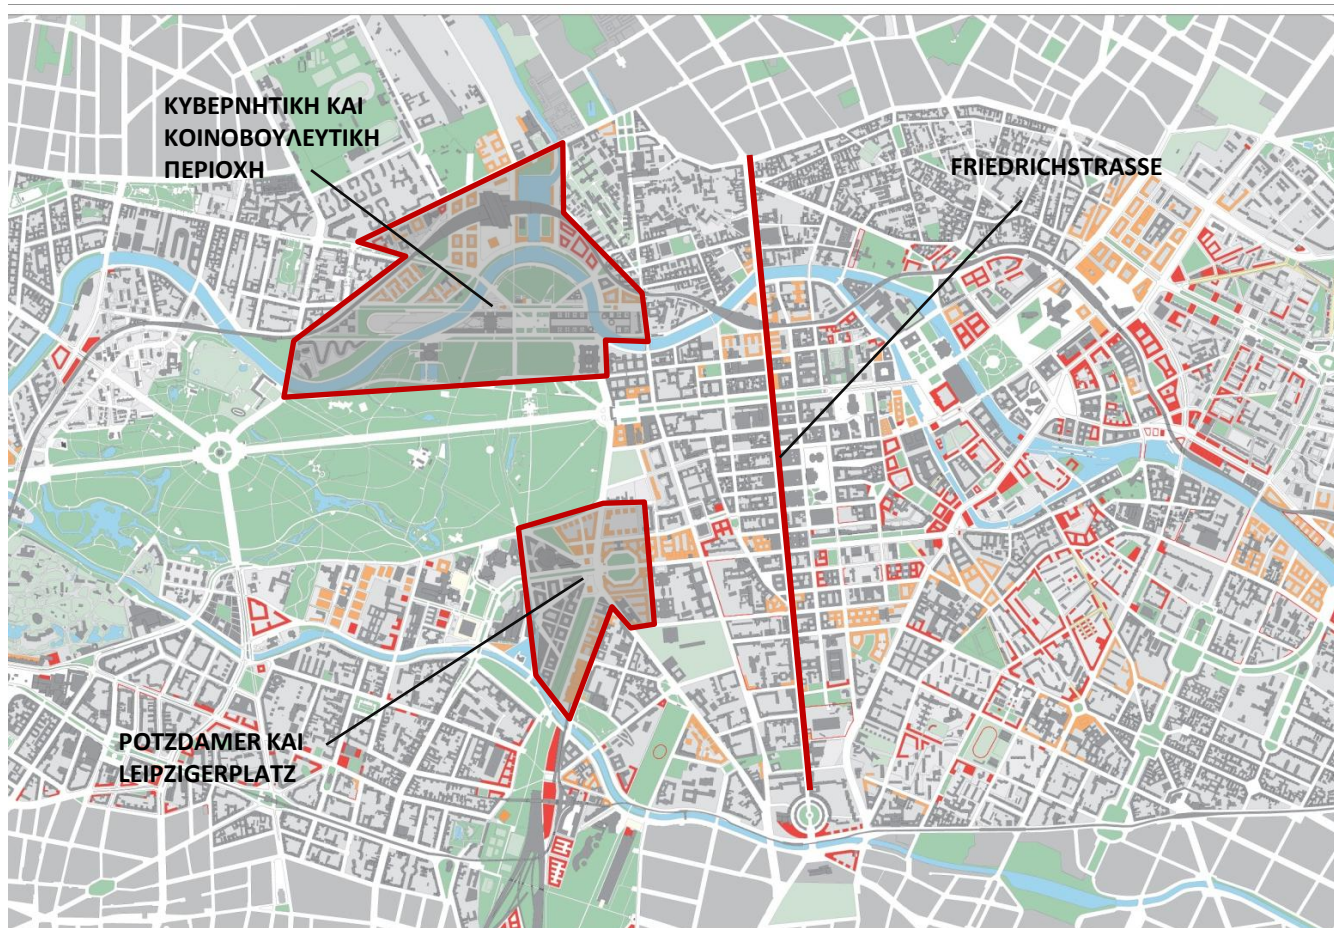 ΚΥΒΕΡΝΗΤΙΚΗ ΚΑΙ
ΚΟΙΝΟΒΟΥΛΕΥΤΙΚΗ
ΠΕΡΙΟΧΗ
FRIEDRICHSTRASSE
POTZDAMER ΚΑΙ
LEIPZIGERPLATZ